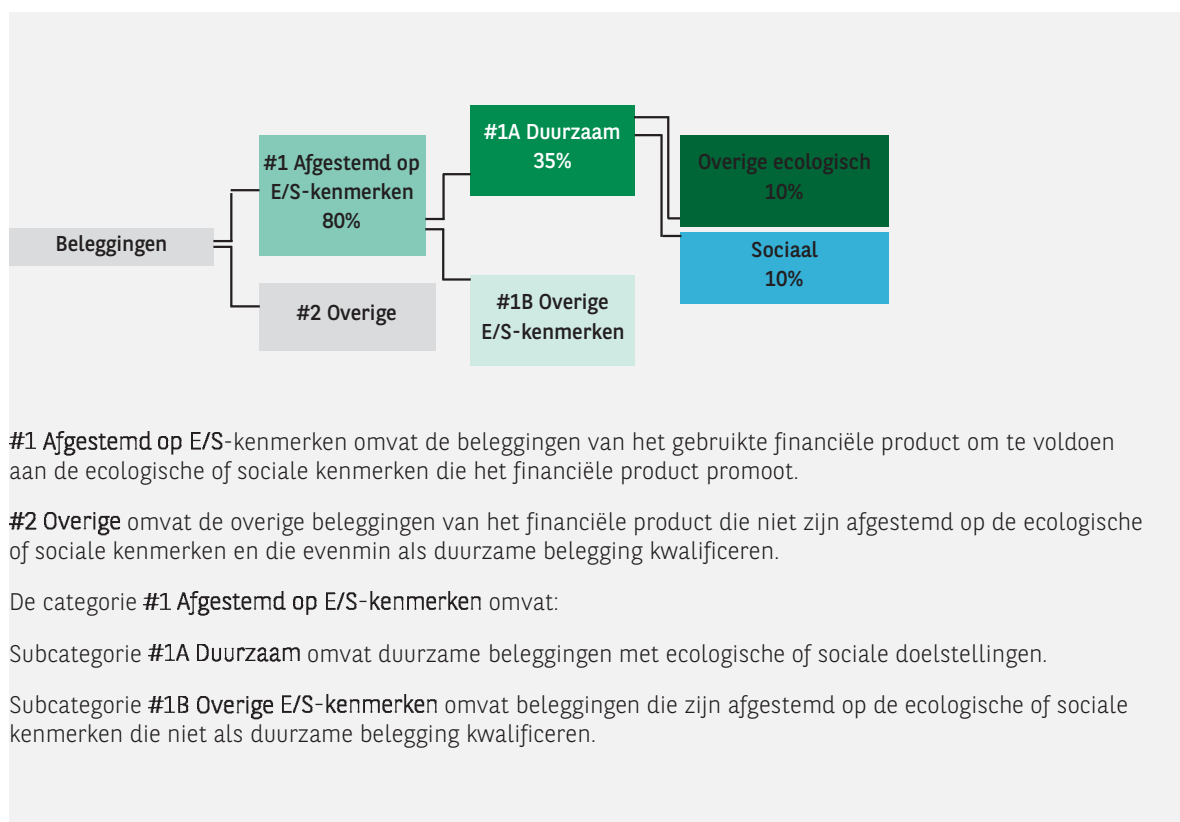 Beleggingen
#1 Afgestemd op
E/S-kenmerken
80%
#2 Overige
#1A Duurzaam
35%
#1B Overige
E/S-kenmerken
Overige ecologisch
10%
Sociaal
10%
#1 Afgestemd op E/S-kenmerken omvat de beleggingen van het gebruikte financiële product om te voldoen
aan de ecologische of sociale kenmerken die het financiële product promoot.
#2 Overige omvat de overige beleggingen van het financiële product die niet zijn afgestemd op de ecologische
of sociale kenmerken en die evenmin als duurzame belegging kwalificeren.
De categorie #1 Afgestemd op E/S-kenmerken omvat:
Subcategorie #1A Duurzaam omvat duurzame beleggingen met ecologische of sociale doelstellingen.
Subcategorie #1B Overige E/S-kenmerken omvat beleggingen die zijn afgestemd op de ecologische of sociale
kenmerken die niet als duurzame belegging kwalificeren.